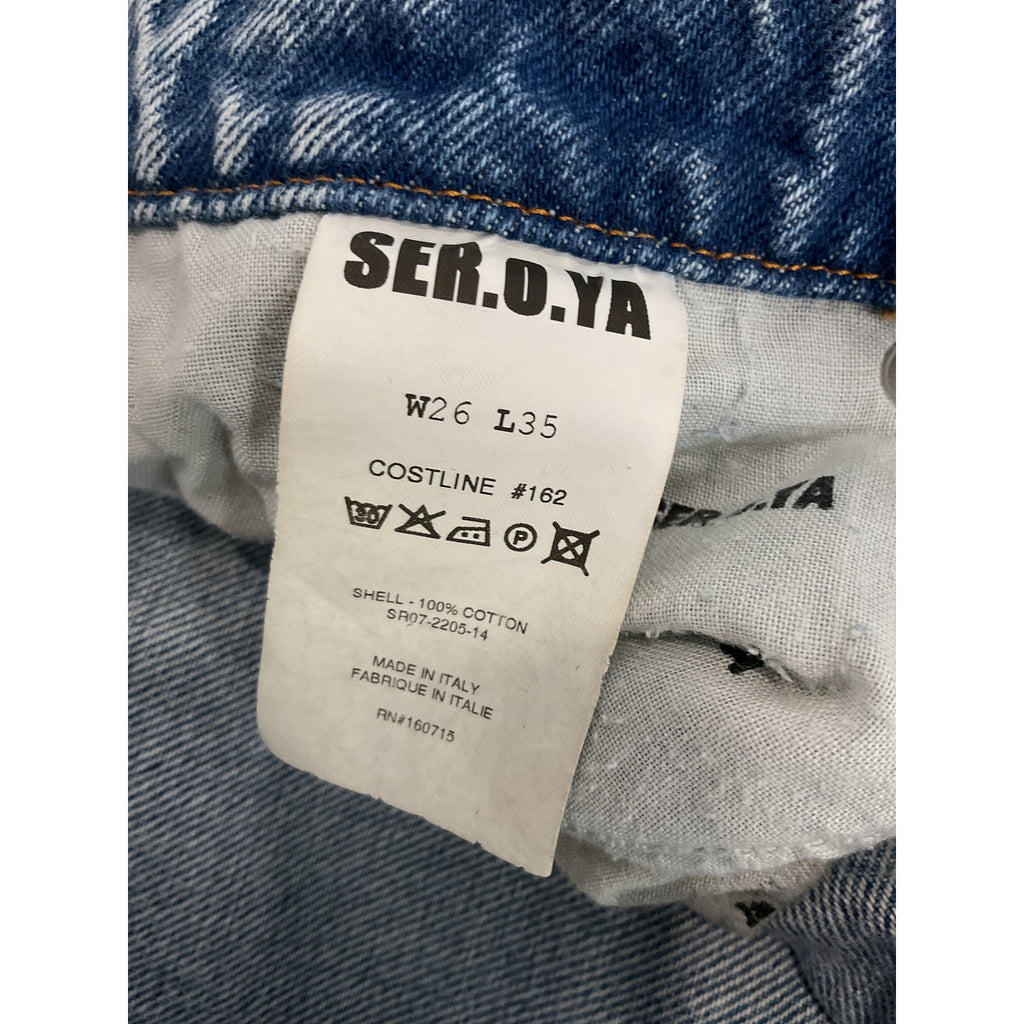 SER.O.YA
W26 L35
COSTLINE #162
30
P
SHELL - 100% COTTON
SR07-2205-14
MADE IN ITALY
FABRIQUE IN ITALIE
RN#160715